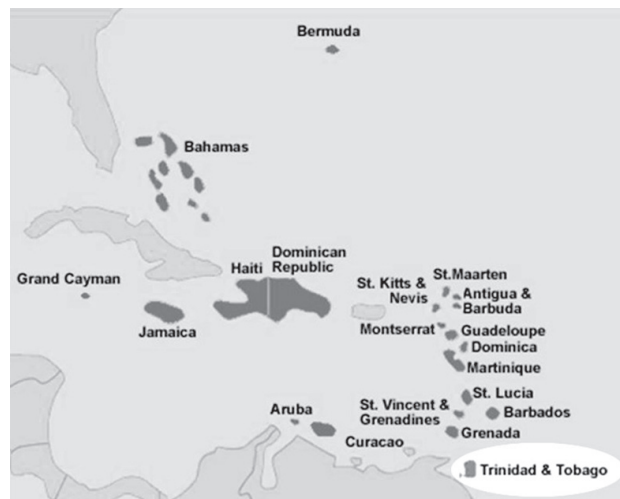 Bermuda
Bahamas
Dominican
Republic
Haiti
Grand Cayman
Jamaica
St.Maarten
St. Kitts &
Nevis
Antigua &
Barbuda
Montserrat
Guadeloupe
Dominica
Martinique
St. Lucia
St. Vincent &
Grenadines
Barbados
Aruba
Curacao
Grenada
Trinidad & Tobago